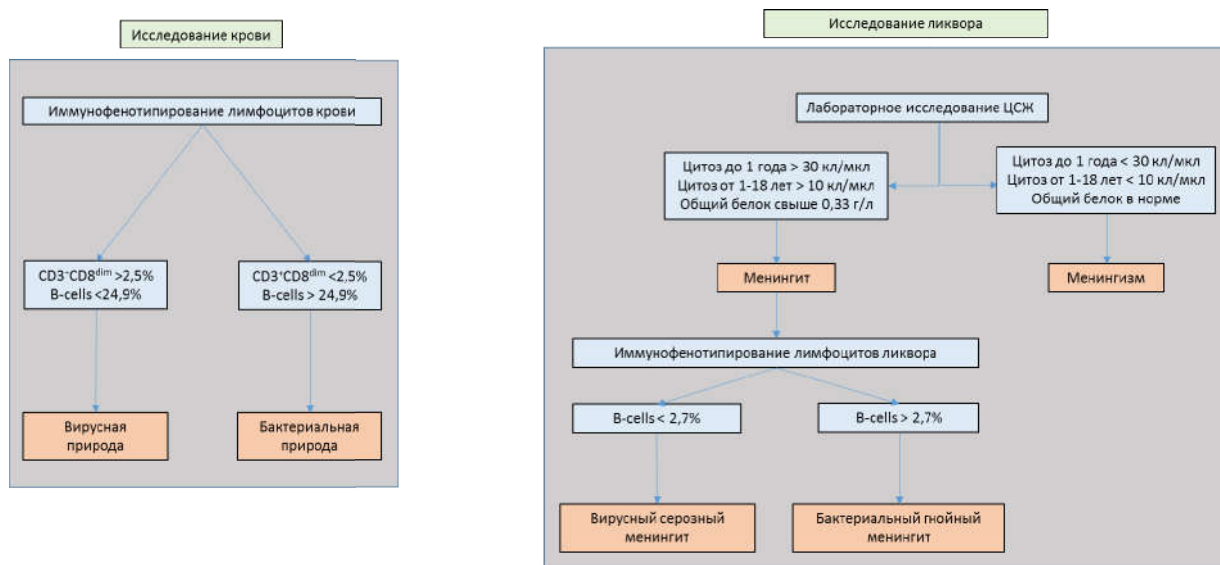 Исследование крови
Иммунофенотипирование лимфоцитов крови
CD3⁻CD8ᵈⁱᵐ >2,5%
B-cells <24,9%
CD3⁺CD8ᵈⁱᵐ <2,5%
B-cells > 24,9%
Вирусная
природа
Бактериальная
природа
Исследование ликвора
Лабораторное исследование ЦСЖ
Цитоз до 1 года > 30 кл/мкл
Цитоз от 1-18 лет > 10 кл/мкл
Общий белок свыше 0,33 г/л
Цитоз до 1 года < 30 кл/мкл
Цитоз от 1-18 лет < 10 кл/мкл
Общий белок в норме
Менингит
Менингизм
Иммунофенотипирование лимфоцитов ликвора
B-cells < 2,7%
B-cells > 2,7%
Вирусный серозный
менингит
Бактериальный гнойный
менингит